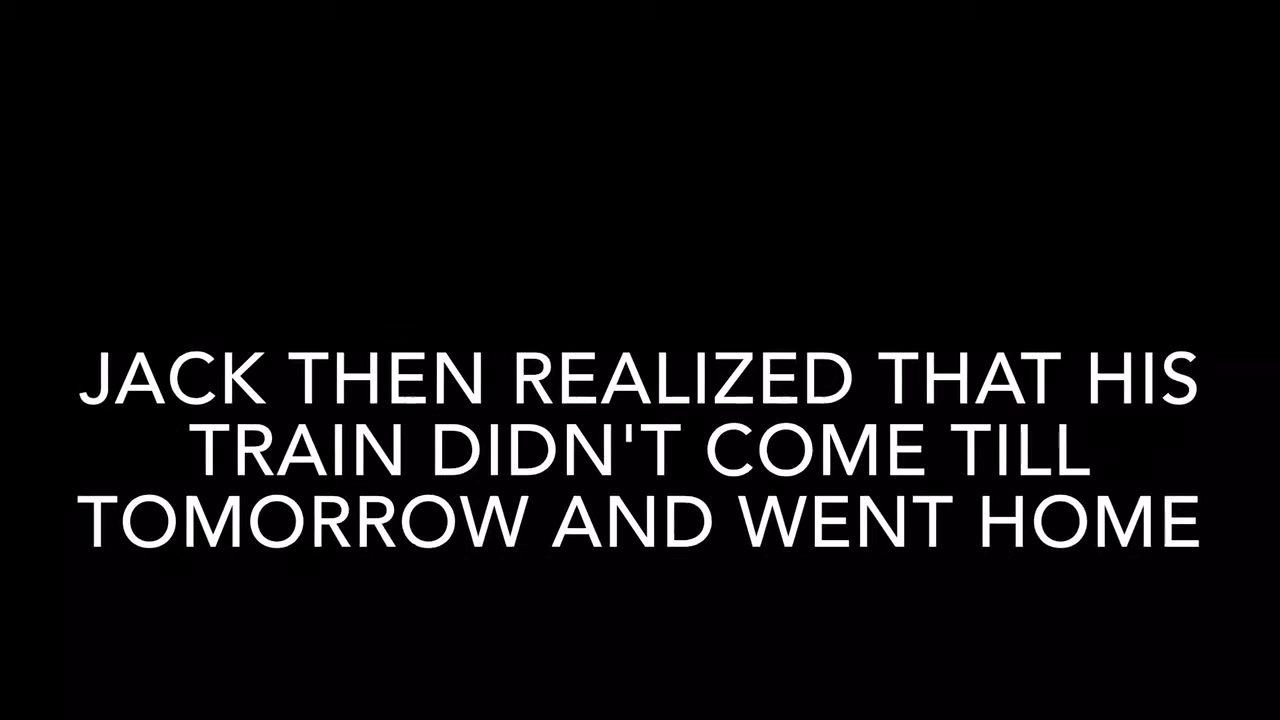 JACK THEN REALIZED THAT HIS
TRAIN DIDN'T COME TILL
TOMORROW AND WENT HOME